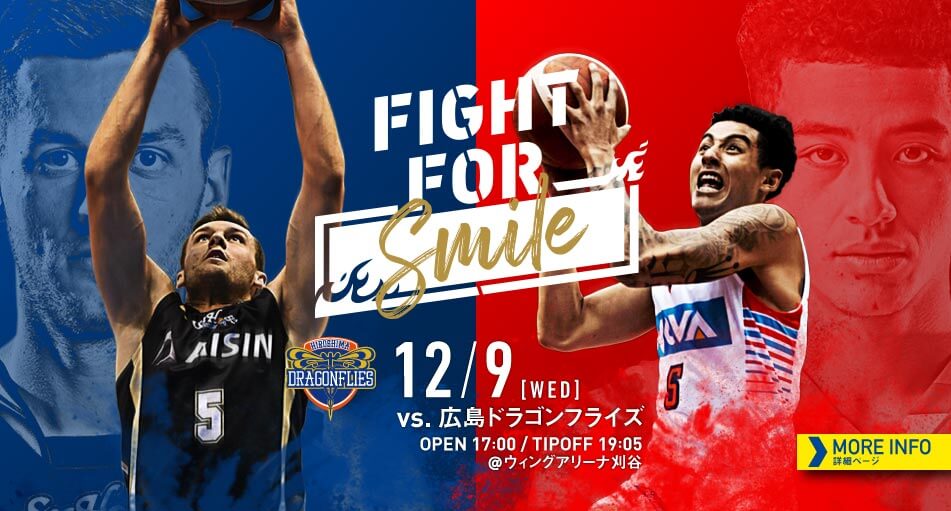 FIGHT
FOR
Smile
AISIN
5
HIROSHIMA
DRAGONFLIES
12/9 [WED]
vs. 広島ドラゴンフライズ
OPEN 17:00 / TIPOFF 19:05
@ウィングアリーナ刈谷
5
MORE INFO
詳細ページ